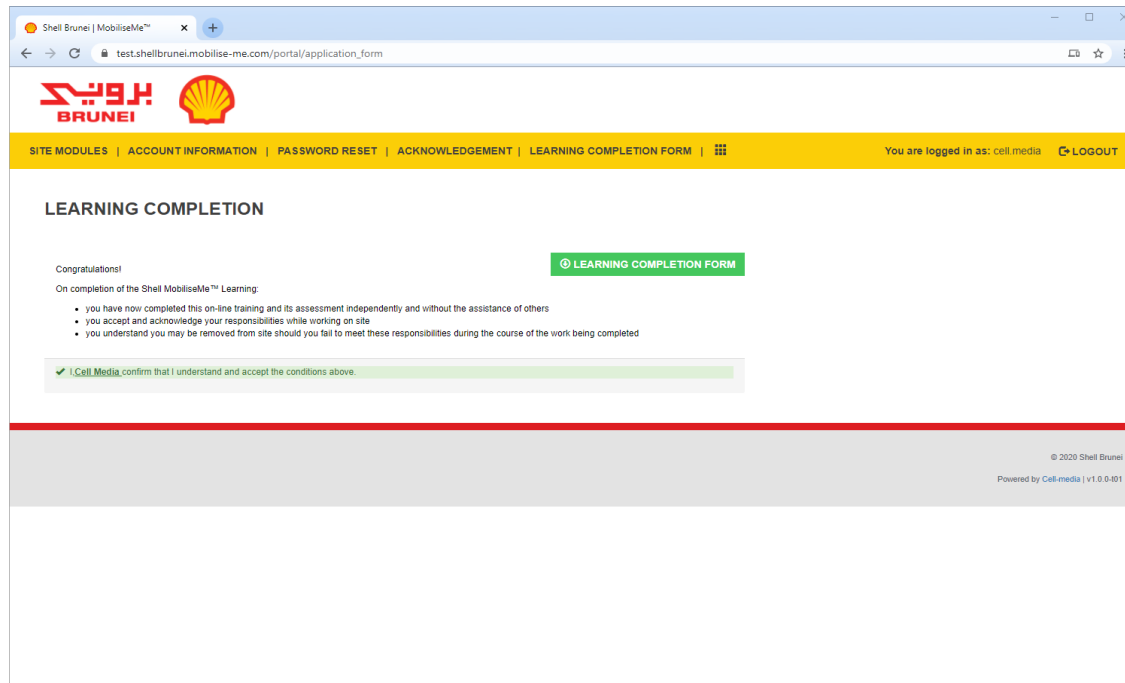 Shell Brunei | MobiliseMe™
test.shellbrunei.mobilise-me.com/portal/application_form
بروني
BRUNEI
SITE MODULES | ACCOUNT INFORMATION | PASSWORD RESET | ACKNOWLEDGEMENT | LEARNING COMPLETION FORM |
You are logged in as: cell.media LOGOUT
LEARNING COMPLETION
LEARNING COMPLETION FORM
Congratulations!
On completion of the Shell MobiliseMe™ Learning:
• you have now completed this on-line training and its assessment independently and without the assistance of others
• you accept and acknowledge your responsibilities while working on site
• you understand you may be removed from site should you fail to meet these responsibilities during the course of the work being completed
✔ I,Cell Media confirm that I understand and accept the conditions above.
© 2020 Shell Brunei
Powered by Cell-media | v1.0.0-t01